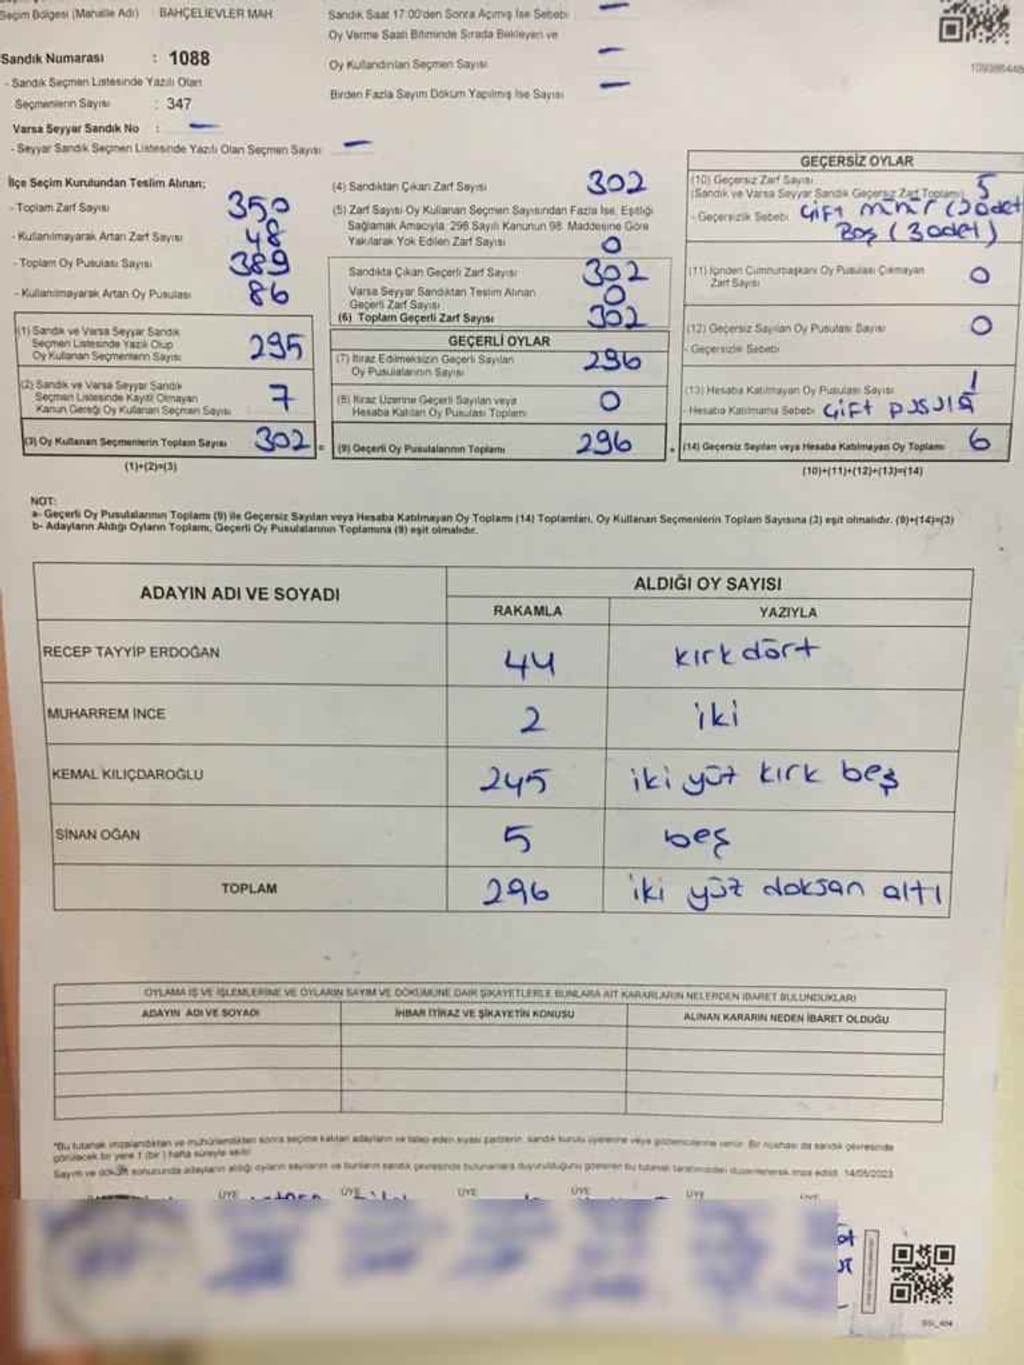 Seçim Bölgesi (Mahalle Adı) : BAHÇELİEVLER MAH.
Sandık Numarası : 1088
- Sandık Seçmen Listesinde Yazılı Olan
Seçmenlerin Sayısı : 347
Varsa Seyyar Sandık No : —
- Seyyar Sandık Seçmen Listesinde Yazılı Olan Seçmen Sayısı: —
Sandık Saat 17:00'den Sonra Açımış İse Sebebi —
Oy Verme Saati Bitiminde Sırada Bekleyen ve
Oy Kullandırılan Seçmen Sayısı —
Birden Fazla Sayım Döküm Yapılmış İse Sayısı —
İlçe Seçim Kurulundan Teslim Alınan;
- Toplam Zarf Sayısı 350
- Kullanılmayarak Artan Zarf Sayısı 48
- Toplam Oy Pusulası Sayısı 389
- Kullanılmayarak Artan Oy Pusulası 86
(1) Sandık ve Varsa Seyyar Sandık
Seçmen Listesinde Yazılı Olup
Oy Kullanan Seçmenlerin Sayısı 295
(2) Sandık ve Varsa Seyyar Sandık
Seçmen Listesinde Kayıtlı Olmayan
Kanun Gereği Oy Kullanan Seçmen Sayısı 7
(3) Oy Kullanan Seçmenlerin Toplam Sayısı 302 =
(1)+(2)=(3)
(4) Sandıktan Çıkan Zarf Sayısı 302
(5) Zarf Sayısı Oy Kullanan Seçmen Sayısından Fazla İse, Eşitliği
Sağlamak Amacıyla; 298 Sayılı Kanunun 98. Maddesine Göre
Yakılarak Yok Edilen Zarf Sayısı 0
Sandıkta Çıkan Geçerli Zarf Sayısı 302
Varsa Seyyar Sandıktan Teslim Alınan
Geçerli Zarf Sayısı 0
(6) Toplam Geçerli Zarf Sayısı 302
GEÇERLİ OYLAR
(7) İtiraz Edilmeksizin Geçerli Sayılan
Oy Pusulalarının Sayısı 296
(8) İtiraz Üzerine Geçerli Sayılan veya
Hesaba Katılan Oy Pusulası Toplamı 0
(9) Geçerli Oy Pusulalarının Toplamı 296
GEÇERSİZ OYLAR
(10) Geçersiz Zarf Sayısı 5
(Sandık ve Varsa Seyyar Sandık Geçersiz Zarf Toplamı)
- Geçersizlik Sebebi Çift
Boş (3 adet)
(11) İçinden Cumhurbaşkanı Oy Pusulası Çıkmayan
Zarf Sayısı 0
(12) Geçersiz Sayılan Oy Pusulası Sayısı 0
- Geçersizlik Sebebi
(13) Hesaba Katılmayan Oy Pusulası Sayısı 1
- Hesaba Katılmama Sebebi Çift pusula
(14) Geçersiz Sayılan veya Hesaba Katılmayan Oy Toplamı 6
(10)+(11)+(12)+(13)=(14)
NOT:
a- Geçerli Oy Pusulalarının Toplamı (9) ile Geçersiz Sayılan veya Hesaba Katılmayan Oy Toplamı (14) Toplamları, Oy Kullanan Seçmenlerin Toplam Sayısına (3) eşit olmalıdır. (9)+(14)=(3)
b- Adayların Aldığı Oyların Toplamı, Geçerli Oy Pusulalarının Toplamına (9) eşit olmalıdır.
ADAYIN ADI VE SOYADI
ALDIĞI OY SAYISI
RAKAMLA YAZIYLA
RECEP TAYYİP ERDOĞAN 44 kırk dört
MUHARREM İNCE 2 iki
KEMAL KILIÇDAROĞLU 245 iki yüz kırk beş
SİNAN OĞAN 5 beş
TOPLAM 296 iki yüz doksan altı
OYLAMA İŞ VE İŞLEMLERİNE VE OYLARIN SAYIM VE DÖKÜMÜNE DAİR ŞİKAYETLERLE BUNLARA AİT KARARLARIN NELERDEN İBARET BULUNDUKLARI
ADAYIN ADI VE SOYADI İHBAR İTİRAZ VE ŞİKAYETİN KONUSU ALINAN KARARIN NEDEN İBARET OLDUĞU
*Bu tutanak imzalandıktan ve mühürlendikten sonra seçime katılan adayların ve talep eden siyasi partilerin, sandık kurulu üyelerine veya gözlemcilerine verilir. Bir nüshası da sandık çevresinde
görülecek bir yere 1 (bir) hafta süreyle asılır.
Sayım ve döküm sonucunda adayların aldığı oyların sayılarını ve bunların sandık çevresinde bulunanlara duyurulduğunu gösteren bu tutanak tarafımızdan düzenlenerek imza edildi. 14/05/2023
ÜYE ÜYE ÜYE ÜYE ÜYE ÜYE